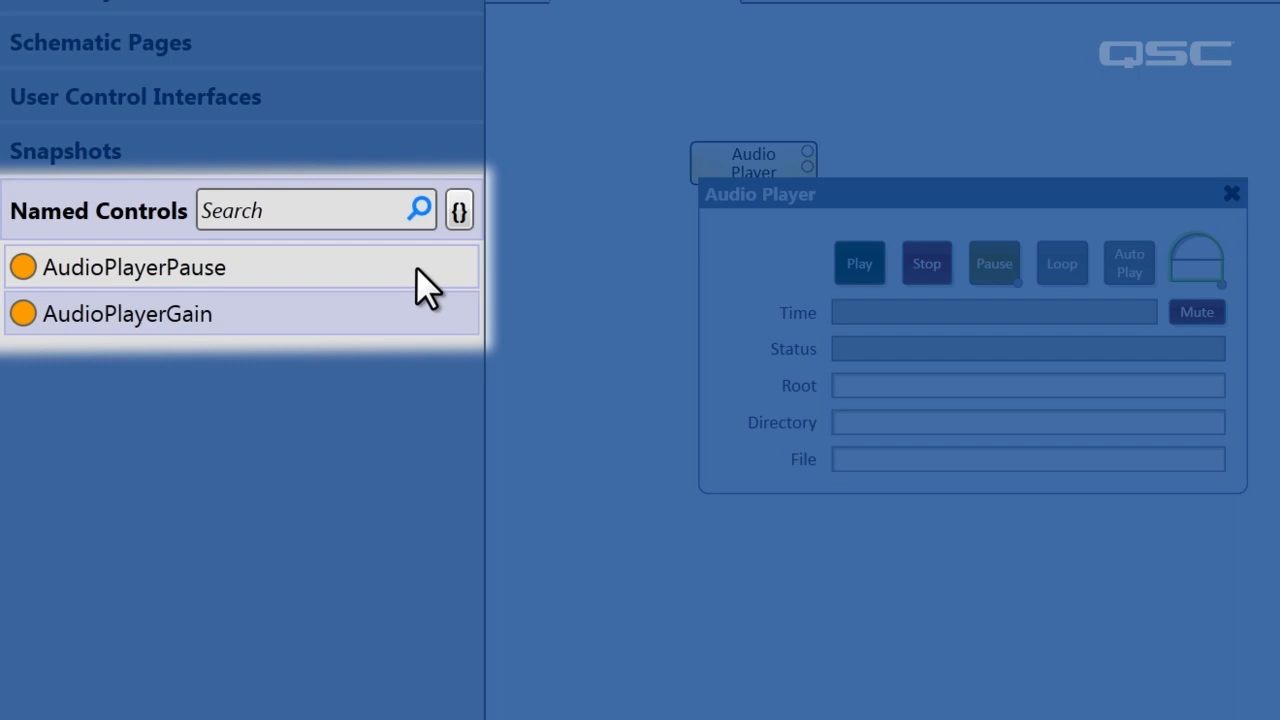 Schematic Pages
User Control Interfaces
Snapshots
Named Controls Search {}
AudioPlayerPause
AudioPlayerGain
QSC
Audio
Player
Audio Player
Play Stop Pause Loop Auto Play
Time Mute
Status
Root
Directory
File